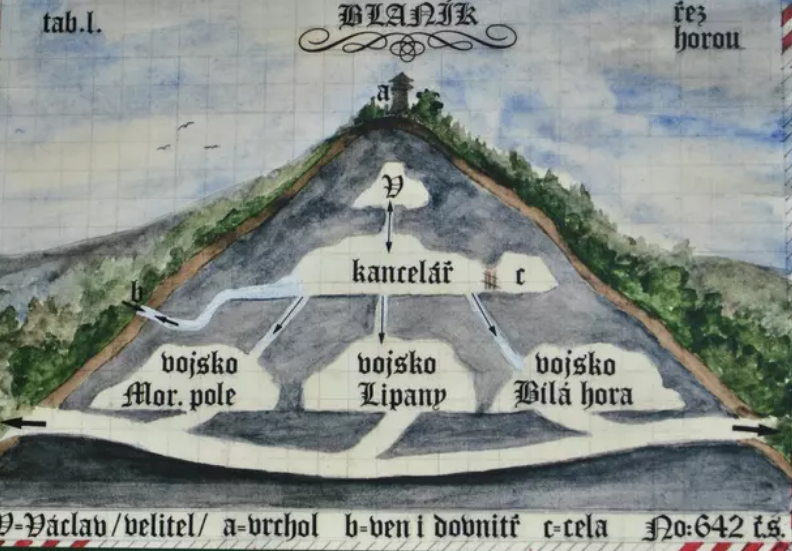 tab.I.
BLANÍK
řez
horou
a
V
kancelář
c
b
vojsko
Mor. pole
vojsko
Lipany
vojsko
Bílá hora
V=Václav/velitel/ a=vrchol b=ven i dovnitř c=cela No:642 t.s.